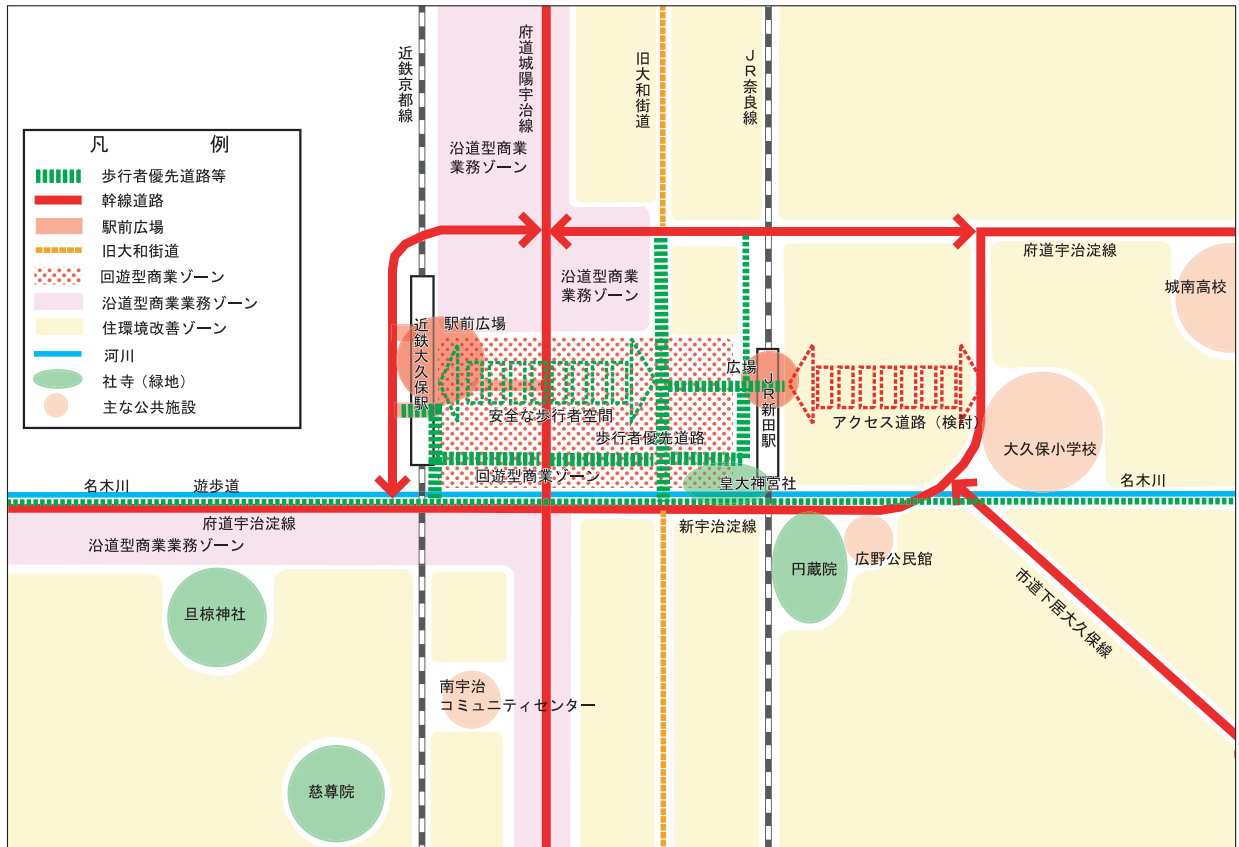 近鉄京都線
府道城陽宇治線
旧大和街道
JR奈良線
凡　例
歩行者優先道路等
幹線道路
駅前広場
旧大和街道
回遊型商業ゾーン
沿道型商業業務ゾーン
住環境改善ゾーン
河川
社寺（緑地）
主な公共施設
沿道型商業
業務ゾーン
沿道型商業
業務ゾーン
府道宇治淀線
城南高校
近鉄大久保駅
駅前広場
広場
JR新田駅
安全な歩行者空間
アクセス道路（検討）
歩行者優先道路
大久保小学校
回遊型商業ゾーン
皇大神宮社
名木川
遊歩道
名木川
府道宇治淀線
新宇治淀線
沿道型商業業務ゾーン
広野公民館
円蔵院
市道下居大久保線
旦椋神社
南宇治
コミュニティセンター
慈尊院